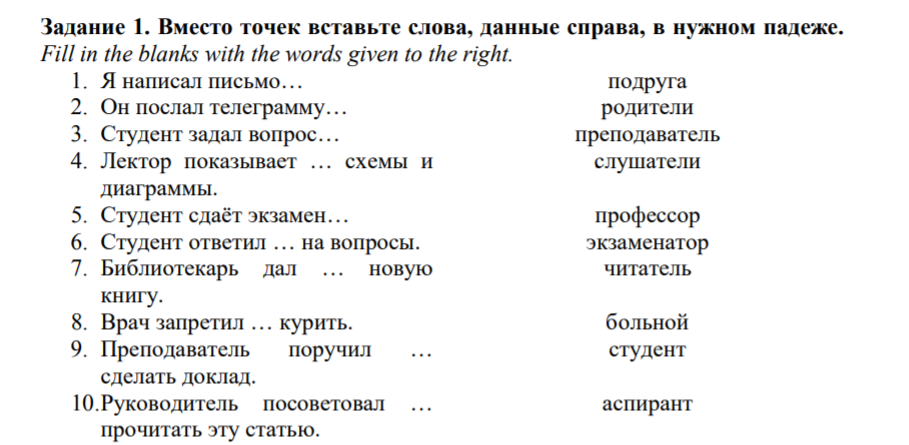 Задание 1. Вместо точек вставьте слова, данные справа, в нужном падеже.
Fill in the blanks with the words given to the right.
1. Я написал письмо… подруга
2. Он послал телеграмму… родители
3. Студент задал вопрос… преподаватель
4. Лектор показывает … схемы и слушатели
диаграммы.
5. Студент сдаёт экзамен… профессор
6. Студент ответил … на вопросы. экзаменатор
7. Библиотекарь дал … новую читатель
книгу.
8. Врач запретил … курить. больной
9. Преподаватель поручил … студент
сделать доклад.
10.Руководитель посоветовал … аспирант
прочитать эту статью.